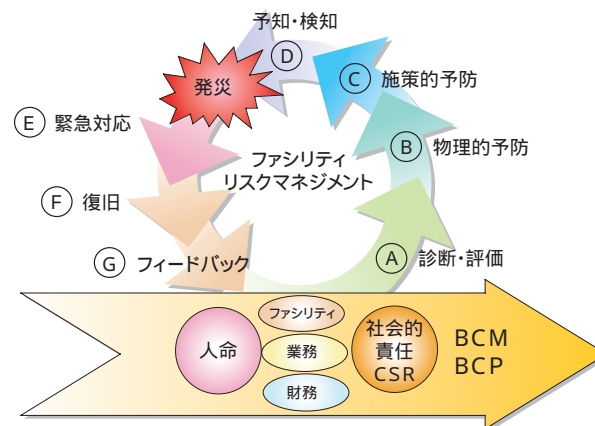 予知・検知
D
発災
C 施策的予防
E 緊急対応
B 物理的予防
ファシリティ
リスクマネジメント
F 復旧
G フィードバック
A 診断・評価
人命
ファシリティ
業務
財務
社会的
責任
CSR
BCM
BCP